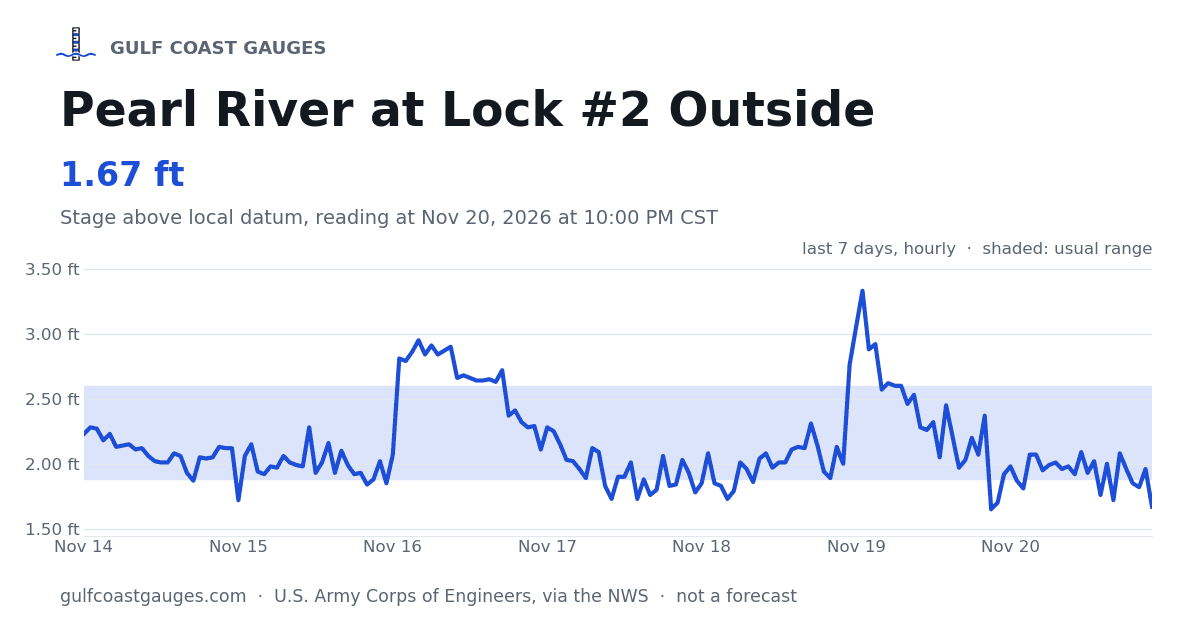 GULF COAST GAUGES
Pearl River at Lock #2 Outside
1.67 ft
Stage above local datum, reading at Nov 20, 2026 at 10:00 PM CST
last 7 days, hourly · shaded: usual range
3.50 ft
3.00 ft
2.50 ft
2.00 ft
1.50 ft
Nov 14 Nov 15 Nov 16 Nov 17 Nov 18 Nov 19 Nov 20
gulfcoastgauges.com · U.S. Army Corps of Engineers, via the NWS · not a forecast